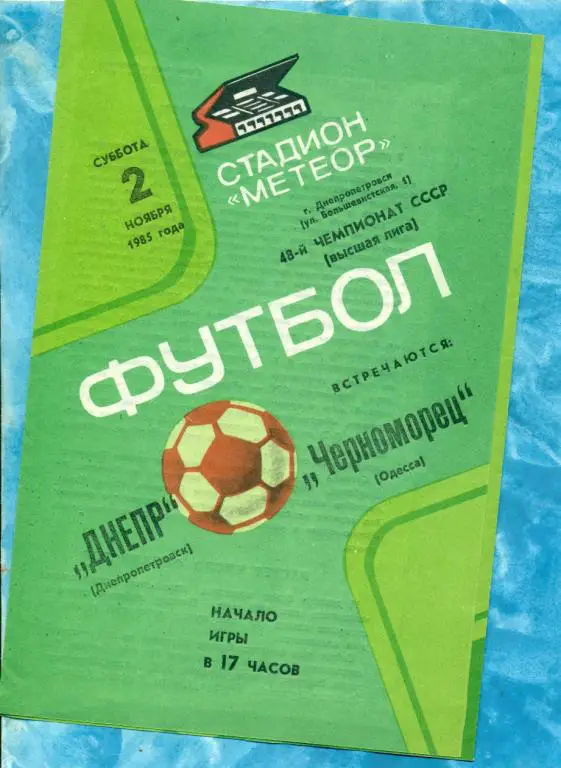 СУББОТА
2
НОЯБРЯ
1985 года
СТАДИОН
«МЕТЕОР»
г. Днепропетровск
(ул. Большевистская, 1)
48-й ЧЕМПИОНАТ СССР
(высшая лига)
ФУТБОЛ
ВСТРЕЧАЮТСЯ:
„ДНЕПР“
(Днепропетровск)
„Черноморец“
(Одесса)
НАЧАЛО
ИГРЫ
В 17 ЧАСОВ